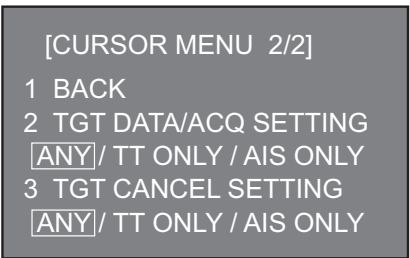 [CURSOR MENU 2/2]
1 BACK
2 TGT DATA/ACQ SETTING
ANY / TT ONLY / AIS ONLY
3 TGT CANCEL SETTING
ANY / TT ONLY / AIS ONLY